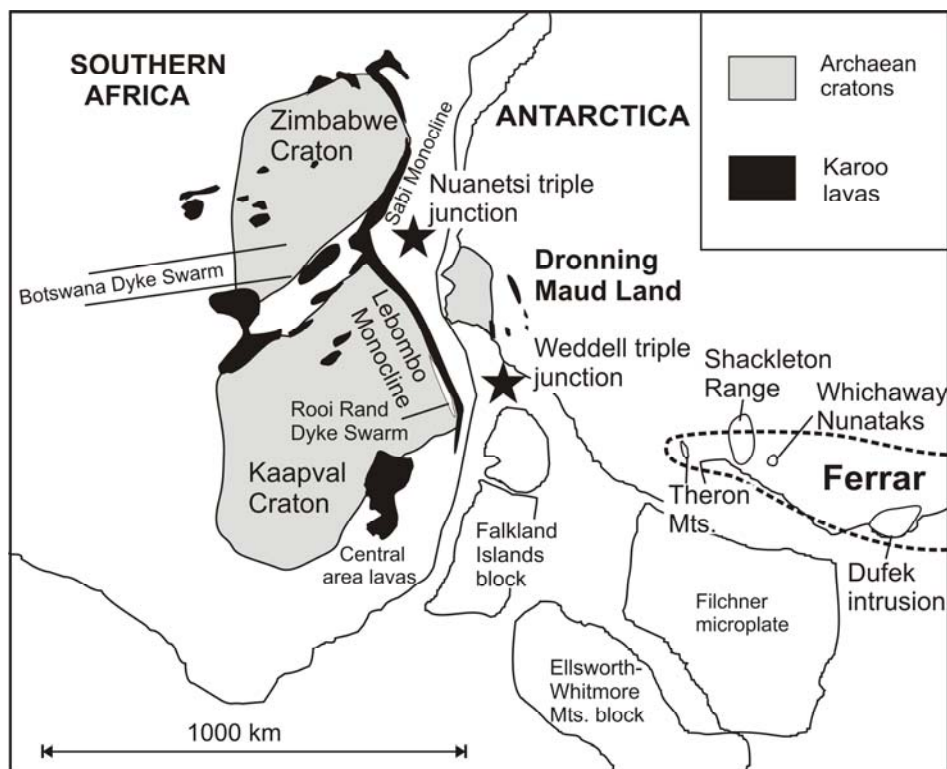 SOUTHERN
AFRICA
Zimbabwe
Craton
Sabi Monocline
ANTARCTICA
Archaean
cratons
Karoo
lavas
Nuanetsi triple
junction
Botswana Dyke Swarm
Dronning
Maud Land
Lebombo
Monocline
Weddell triple
junction
Rooi Rand
Dyke Swarm
Kaapval
Craton
Central
area lavas
Shackleton
Range
Whichaway
Nunataks
Ferrar
Theron
Mts.
Dufek
intrusion
Falkland
Islands
block
Filchner
microplate
Ellsworth-
Whitmore
Mts. block
1000 km